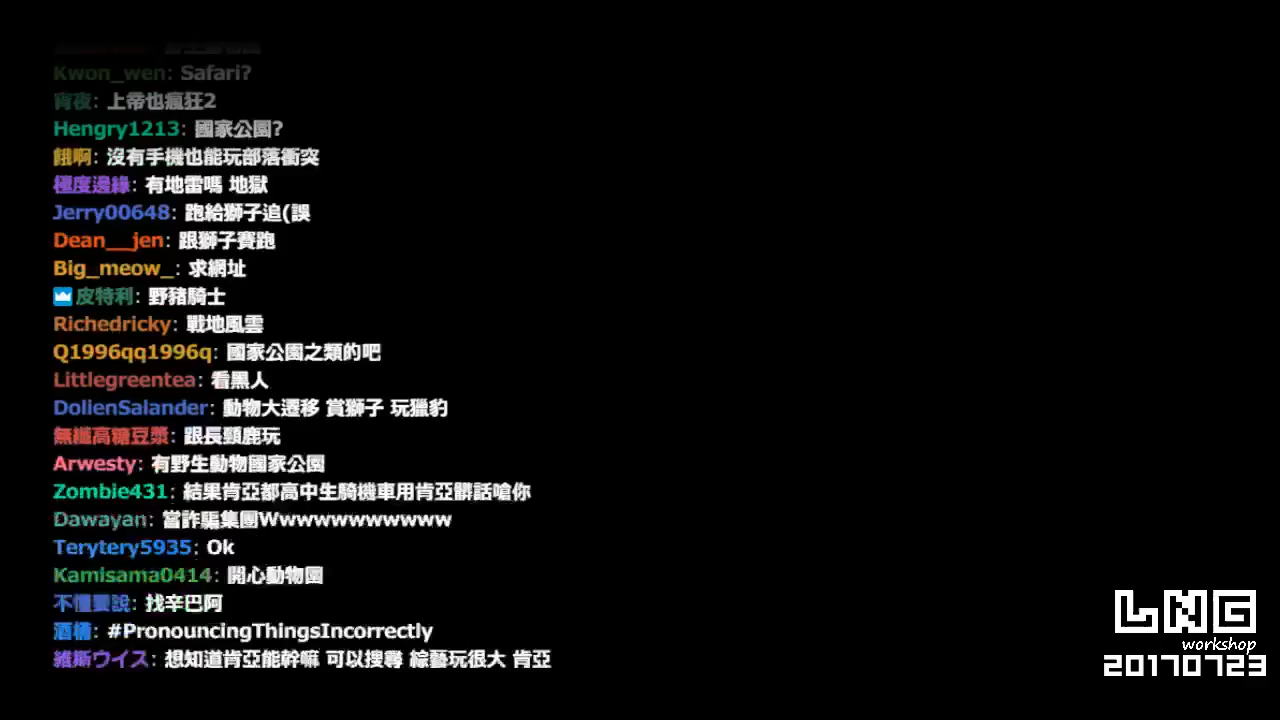 Kwon_wen: Safari?
宵夜: 上帝也瘋狂2
Hengry1213: 國家公園?
餓啊: 沒有手機也能玩部落衝突
極度邊緣: 有地雷嗎 地獄
Jerry00648: 跑給獅子追(誤
Dean__jen: 跟獅子賽跑
Big_meow_: 求網址
皮特利: 野豬騎士
Richedricky: 戰地風雲
Q1996qq1996q: 國家公園之類的吧
Littlegreentea: 看黑人
DolienSalander: 動物大遷移 賞獅子 玩獵豹
無纖高糖豆漿: 跟長頸鹿玩
Arwesty: 有野生動物國家公園
Zombie431: 結果肯亞都高中生騎機車用肯亞髒話嗆你
Dawayan: 當詐騙集團Wwwwwwwwwwww
Terytery5935: Ok
Kamisama0414: 開心動物園
不懂要說: 找辛巴阿
酒桶: #PronouncingThingsIncorrectly
維斯ウイス: 想知道肯亞能幹嘛 可以搜尋 綜藝玩很大 肯亞
LNG
workshop
20170723